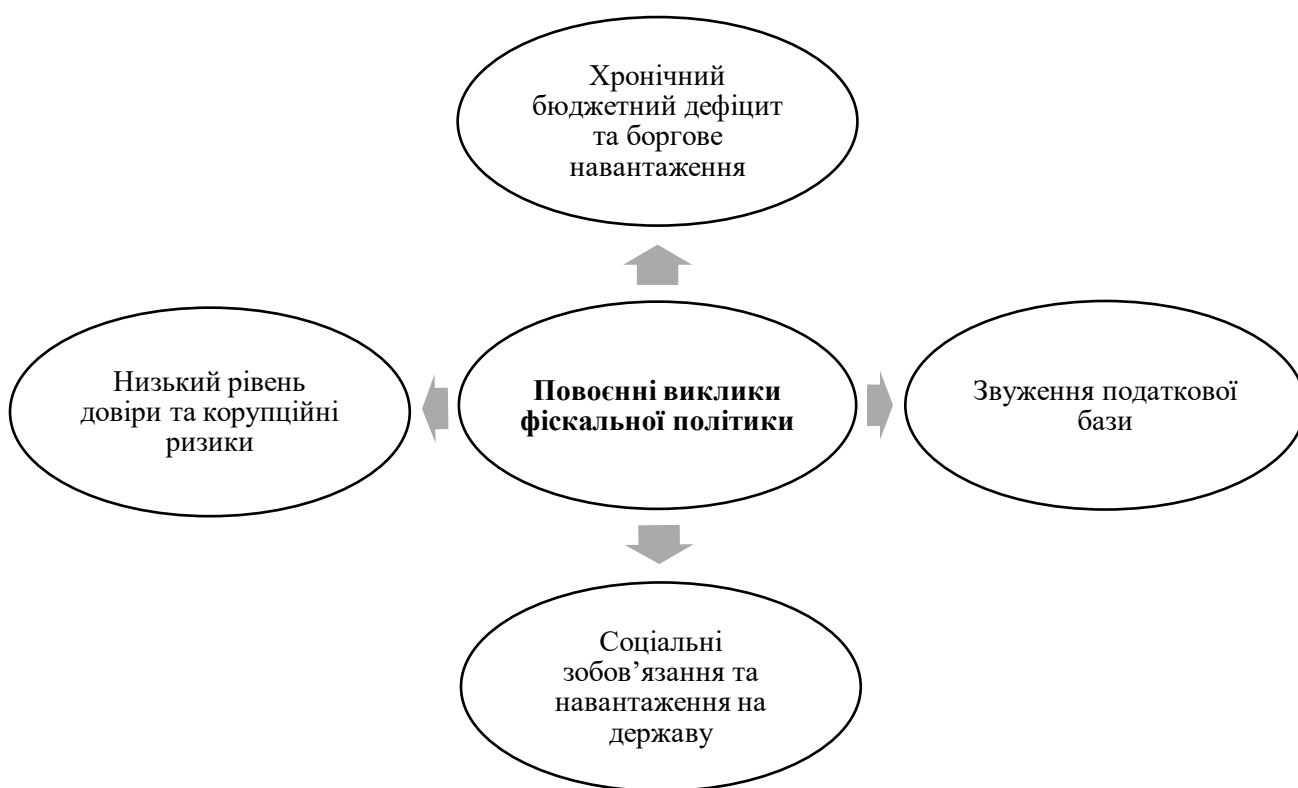 Хронічний
бюджетний дефіцит
та боргове
навантаження
Низький рівень
довіри та корупційні
ризики
Повоєнні виклики
фіскальної політики
Звуження податкової
бази
Соціальні
зобов’язання та
навантаження на
державу